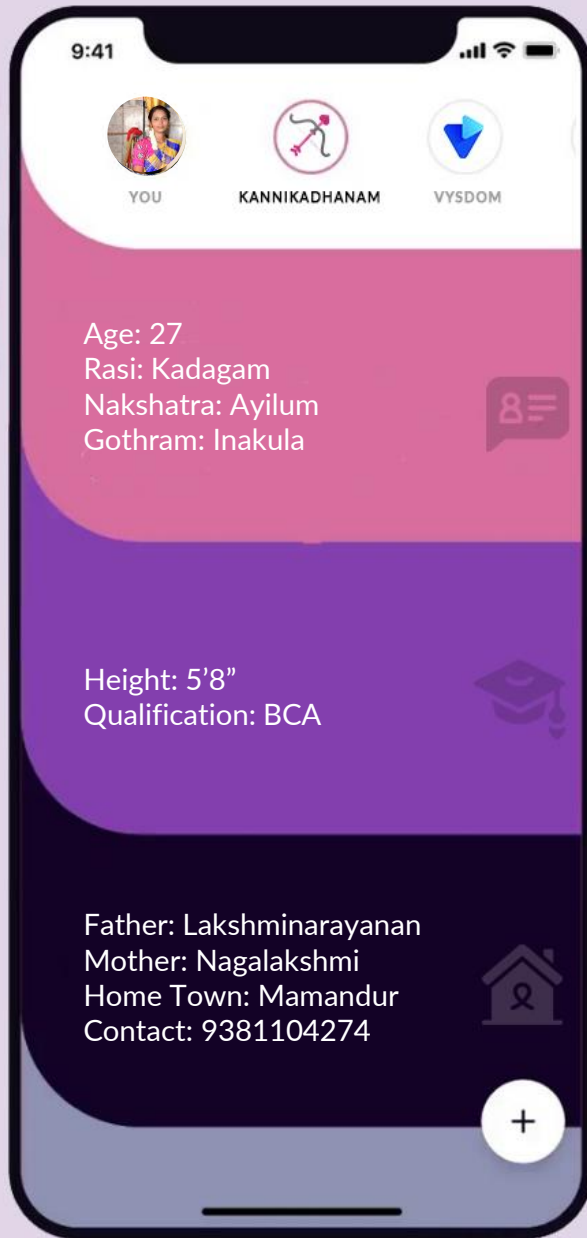 9:41
YOU
KANNIKADHANAM
VYSDOM
Age: 27
Rasi: Kadagam
Nakshatra: Ayilum
Gothram: Inakula
Height: 5’8”
Qualification: BCA
Father: Lakshminarayanan
Mother: Nagalakshmi
Home Town: Mamandur
Contact: 9381104274